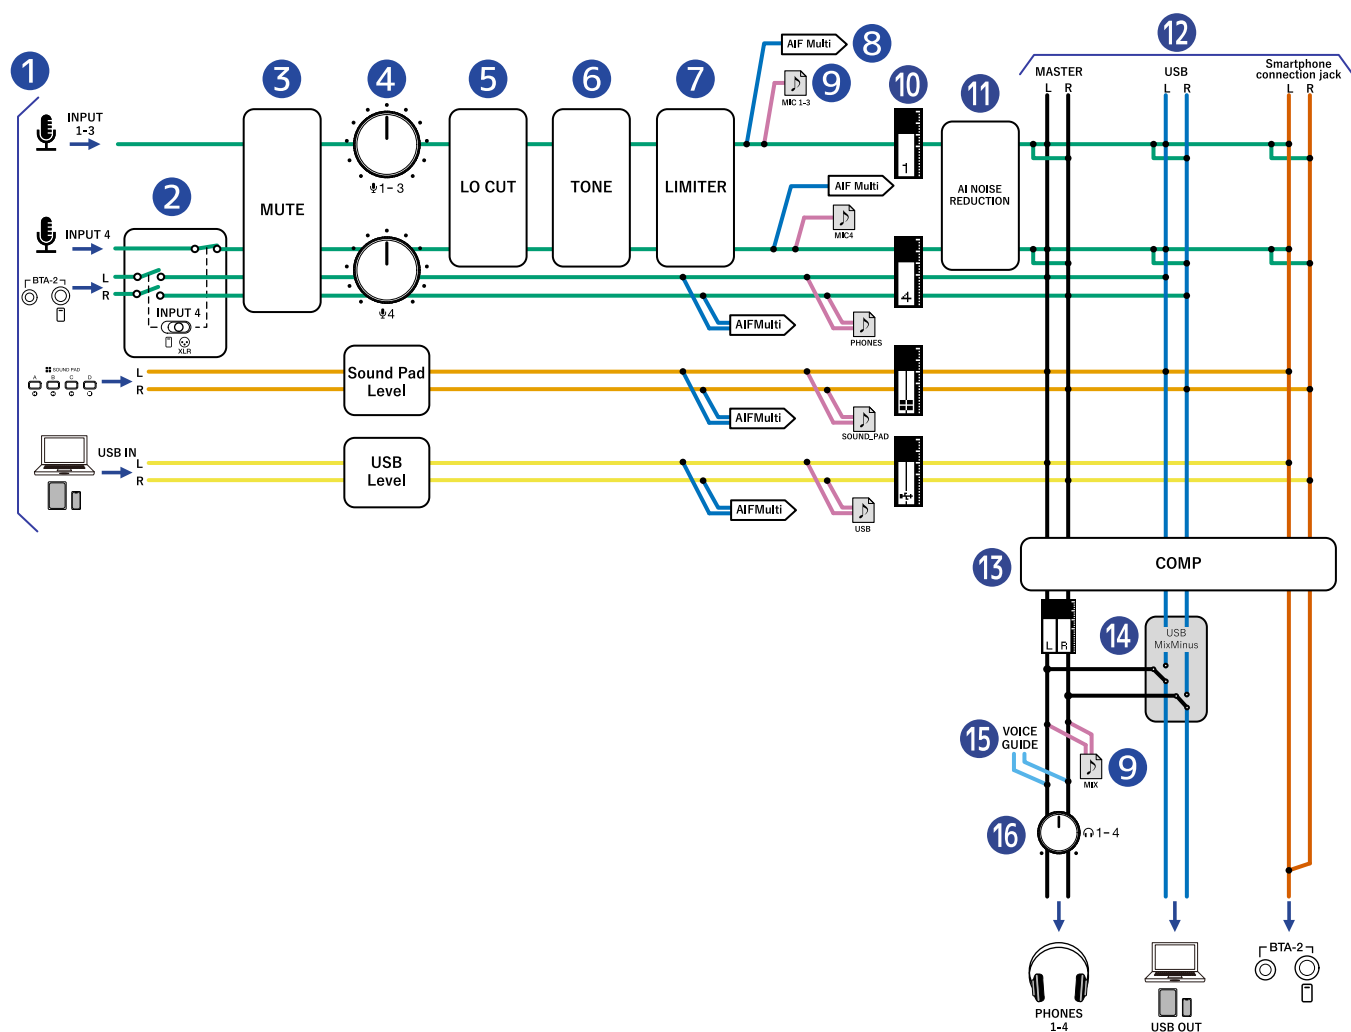 12
8
AIF Multi
Smartphone
connection jack
MASTER
USB
L R
L R
L R
1
3
4
5
6
7
9
MIC 1-3
10
11
INPUT
1-3
1
1-3
2
MUTE
LO CUT
TONE
LIMITER
AI NOISE
REDUCTION
AIF Multi
MIC4
INPUT 4
L
R
BTA-2
INPUT 4
XLR
4
4
AIFMulti
PHONES
SOUND PAD
A B C D
L
R
Sound Pad
Level
AIFMulti
SOUND_PAD
USB IN
L
R
USB
Level
AIFMulti
USB
13
COMP
L R
14
USB
MixMinus
15
VOICE
GUIDE
9
MIX
16
1-4
BTA-2
PHONES
1-4
USB OUT